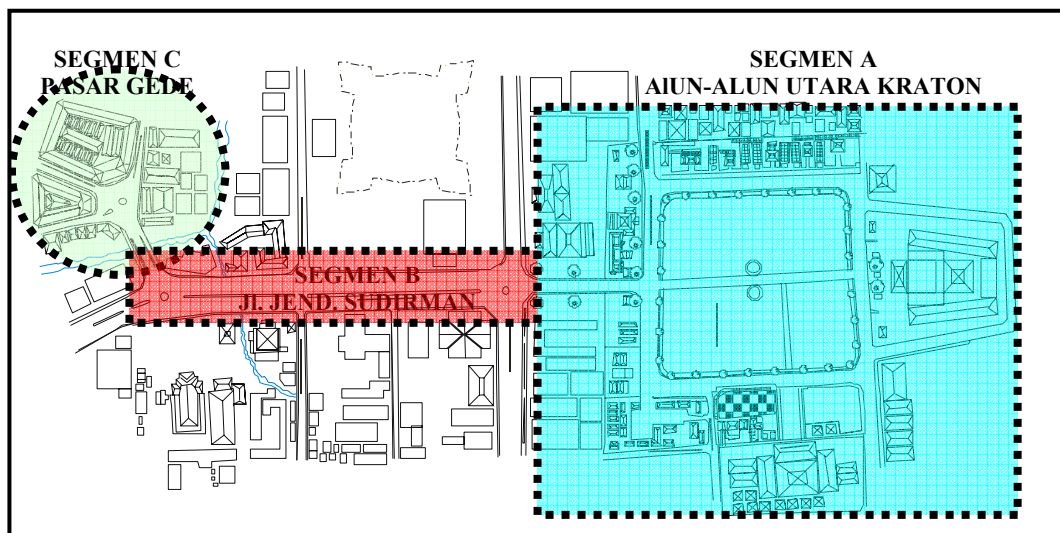 SEGMEN C
PASAR GEDE
SEGMEN A
AlUN-ALUN UTARA KRATON
SEGMEN B
Jl. JEND. SUDIRMAN